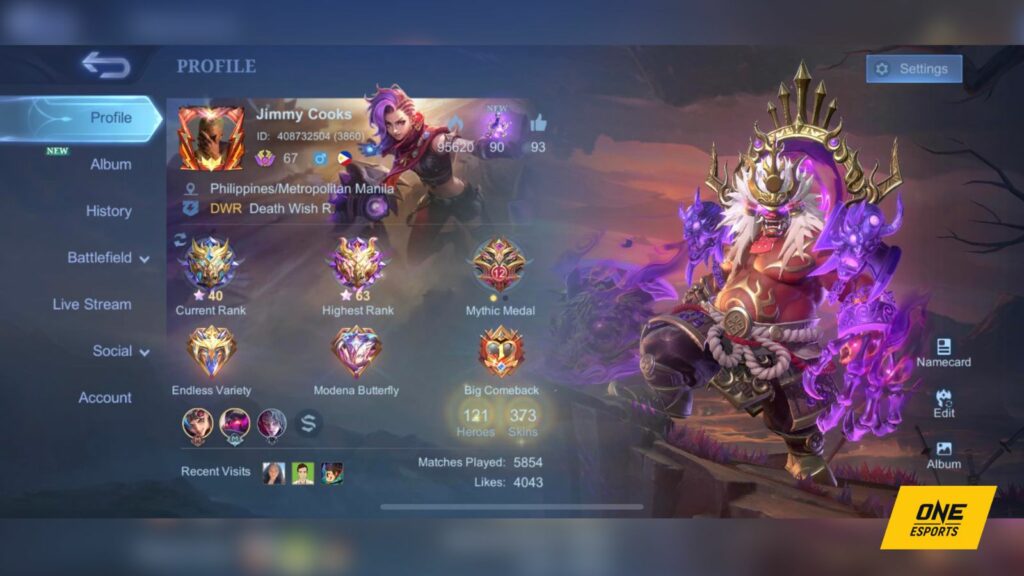 PROFILE
Settings
Profile
NEW
Album
History
Battlefield
Live Stream
Social
Account
Jimmy Cooks
ID: 408732504 (3860)
67
NEW
95620
90
93
Philippines/Metropolitan Manila
DWR Death Wish R.
40
Current Rank
63
Highest Rank
12
Mythic Medal
Endless Variety
Modena Butterfly
Big Comeback
121
Heroes
373
Skins
Recent Visits
Matches Played: 5854
Likes: 4043
Namecard
Edit
Album
ONE
ESPORTS